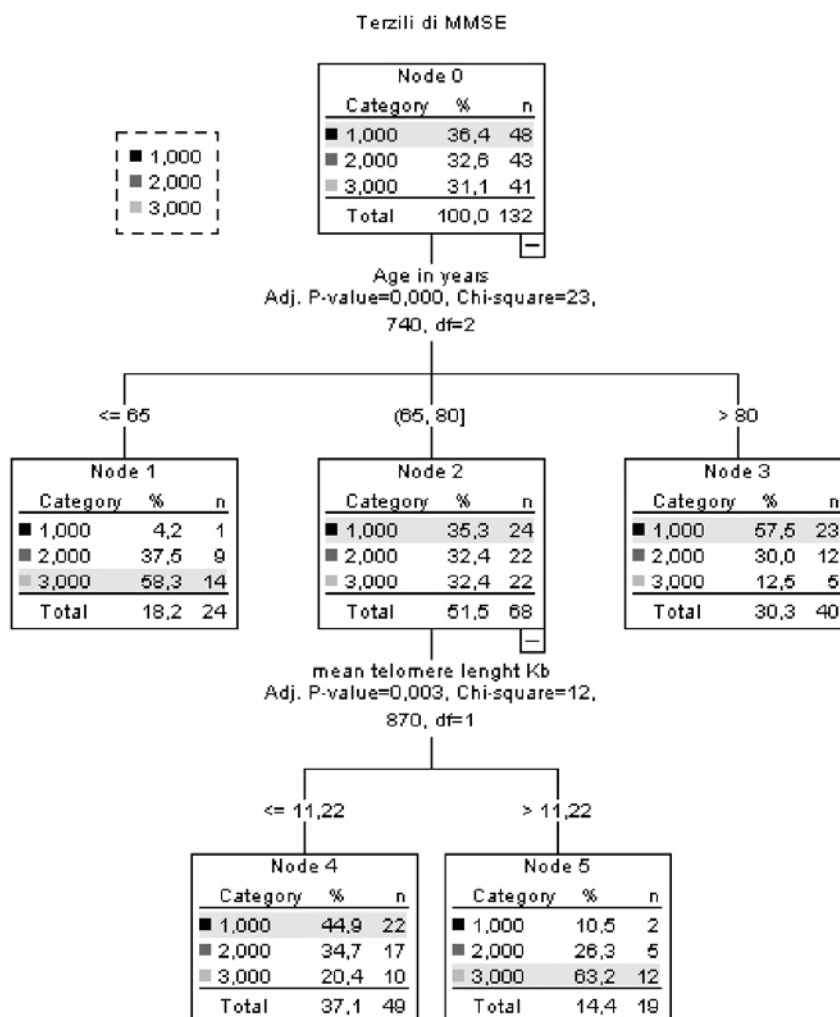 Terzili di MMSE
Node 0
Category % n
1,000 36,4 48
2,000 32,6 43
3,000 31,1 41
Total 100,0 132
1,000
2,000
3,000
Age in years
Adj. P-value=0,000, Chi-square=23,
740, df=2
<= 65
(65, 80]
> 80
Node 1
Category % n
1,000 4,2 1
2,000 37,5 9
3,000 58,3 14
Total 18,2 24
Node 2
Category % n
1,000 35,3 24
2,000 32,4 22
3,000 32,4 22
Total 51,5 68
Node 3
Category % n
1,000 57,5 23
2,000 30,0 12
3,000 12,5 5
Total 30,3 40
mean telomere lenght Kb
Adj. P-value=0,003, Chi-square=12,
870, df=1
<= 11,22
> 11,22
Node 4
Category % n
1,000 44,9 22
2,000 34,7 17
3,000 20,4 10
Total 37,1 49
Node 5
Category % n
1,000 10,5 2
2,000 26,3 5
3,000 63,2 12
Total 14,4 19